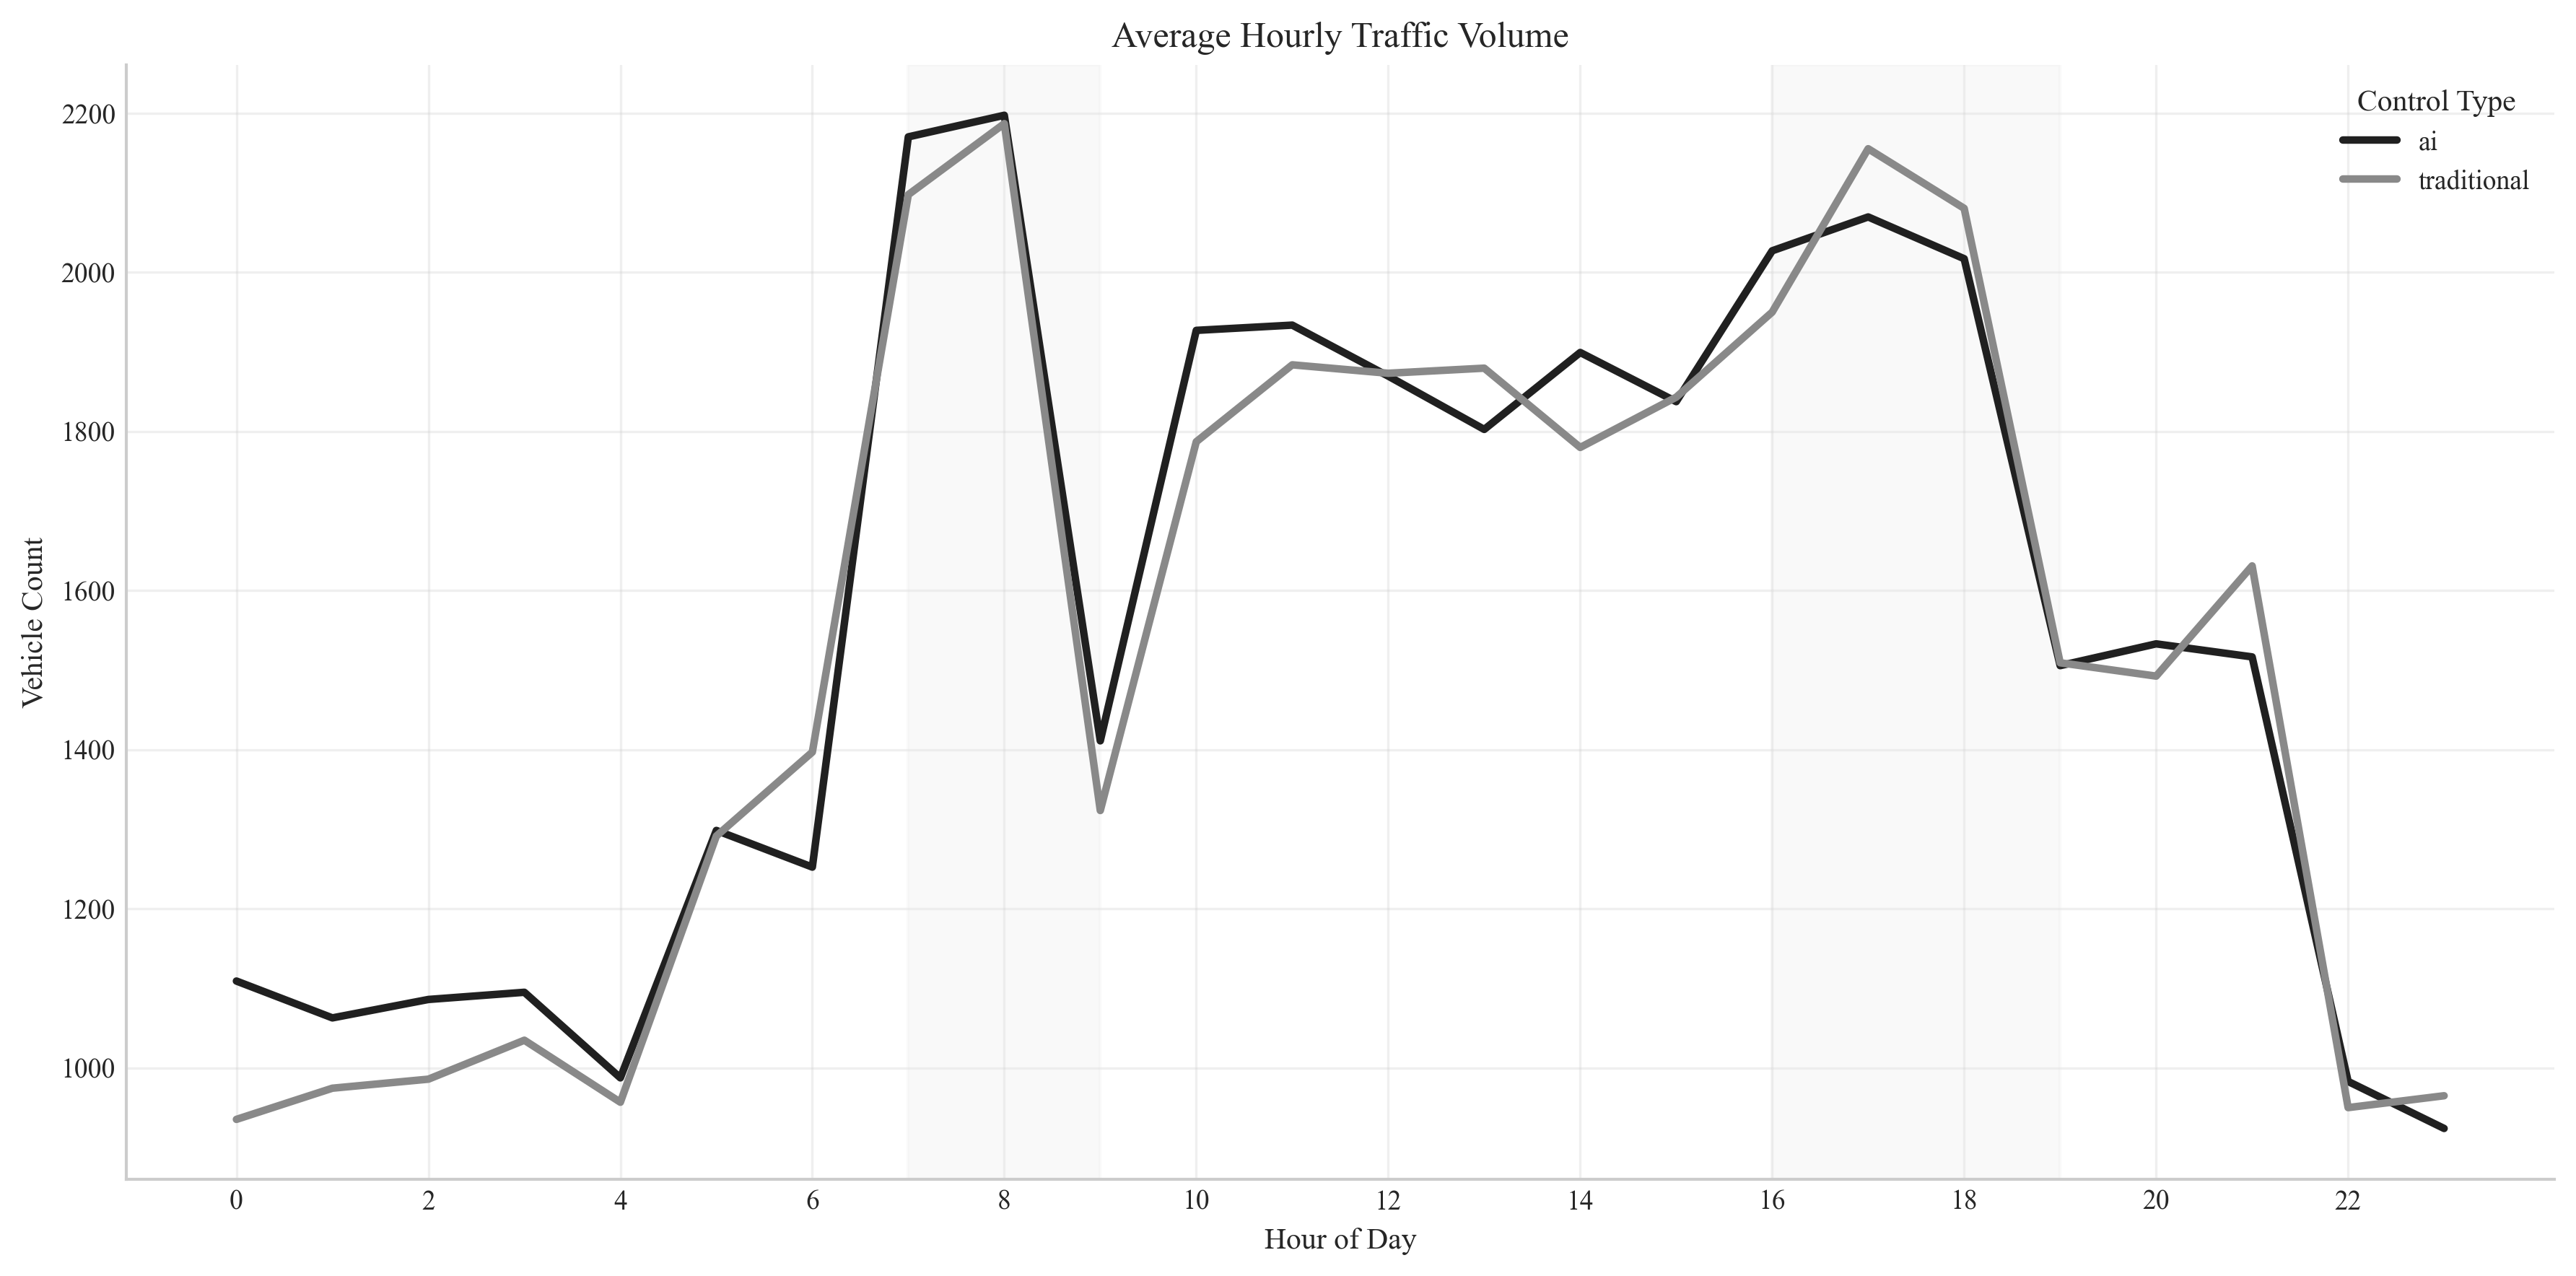 Average Hourly Traffic Volume
Control Type
ai
traditional
2200
2000
1800
1600
1400
1200
1000
Vehicle Count
0 2 4 6 8 10 12 14 16 18 20 22
Hour of Day